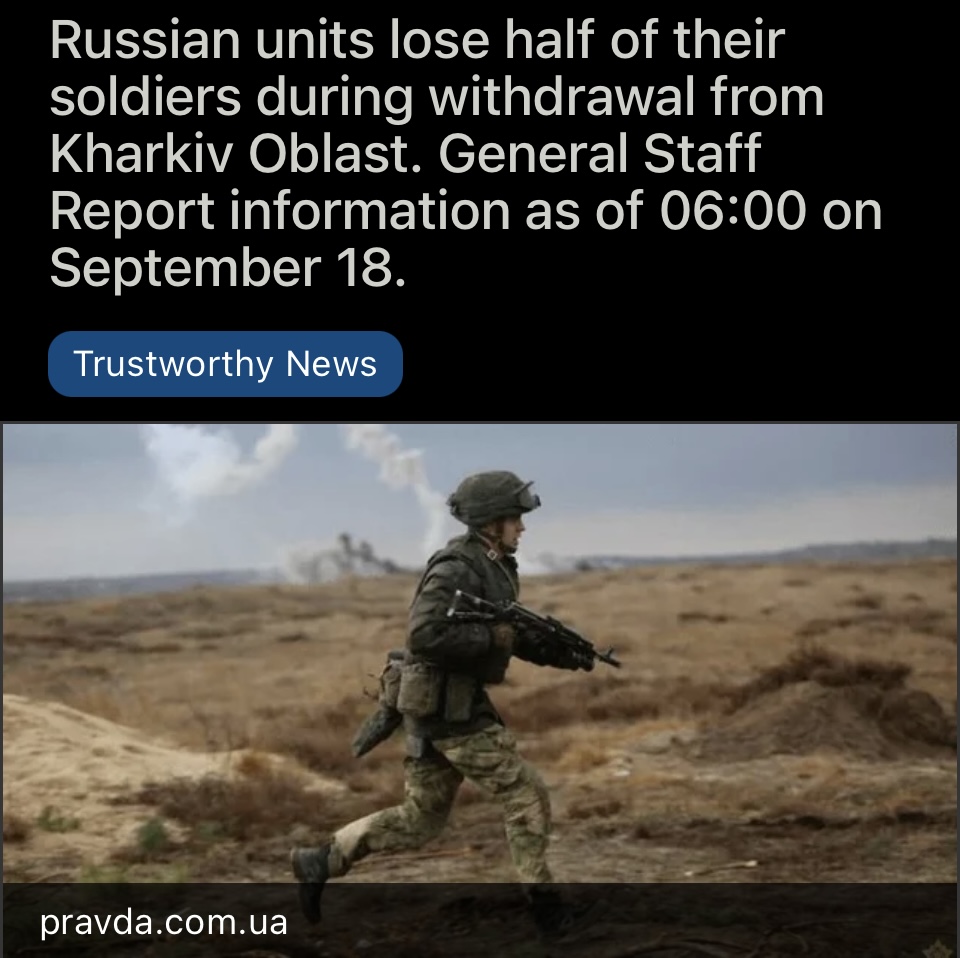 Russian units lose half of their
soldiers during withdrawal from
Kharkiv Oblast. General Staff
Report information as of 06:00 on
September 18.
Trustworthy News
pravda.com.ua